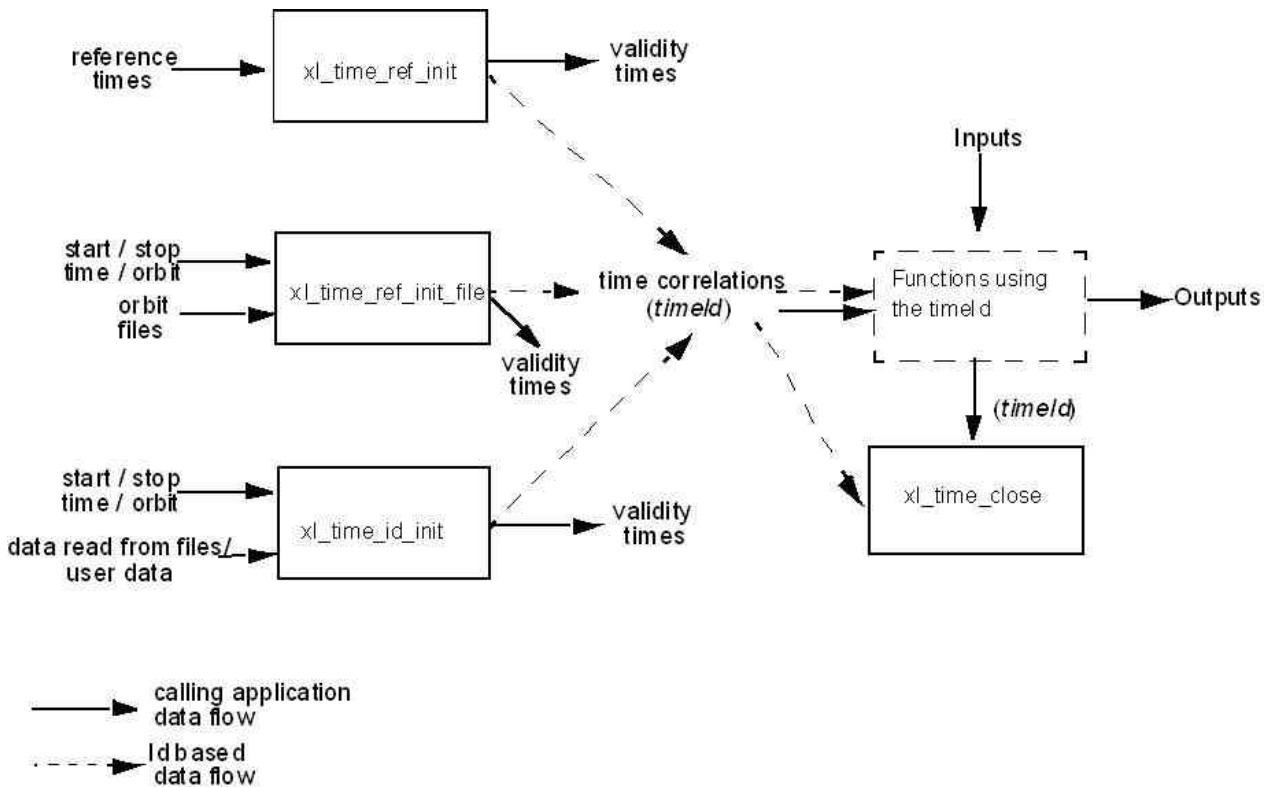 reference
times
xl_time_ref_init
validity
times
Inputs
start / stop
time / orbit
orbit
files
xl_time_ref_init_file
validity
times
time correlations
(timeId)
Functions using
the timeId
Outputs
(timeId)
start / stop
time / orbit
data read from files/
user data
xl_time_id_init
validity
times
xl_time_close
calling application
data flow
Id based
data flow